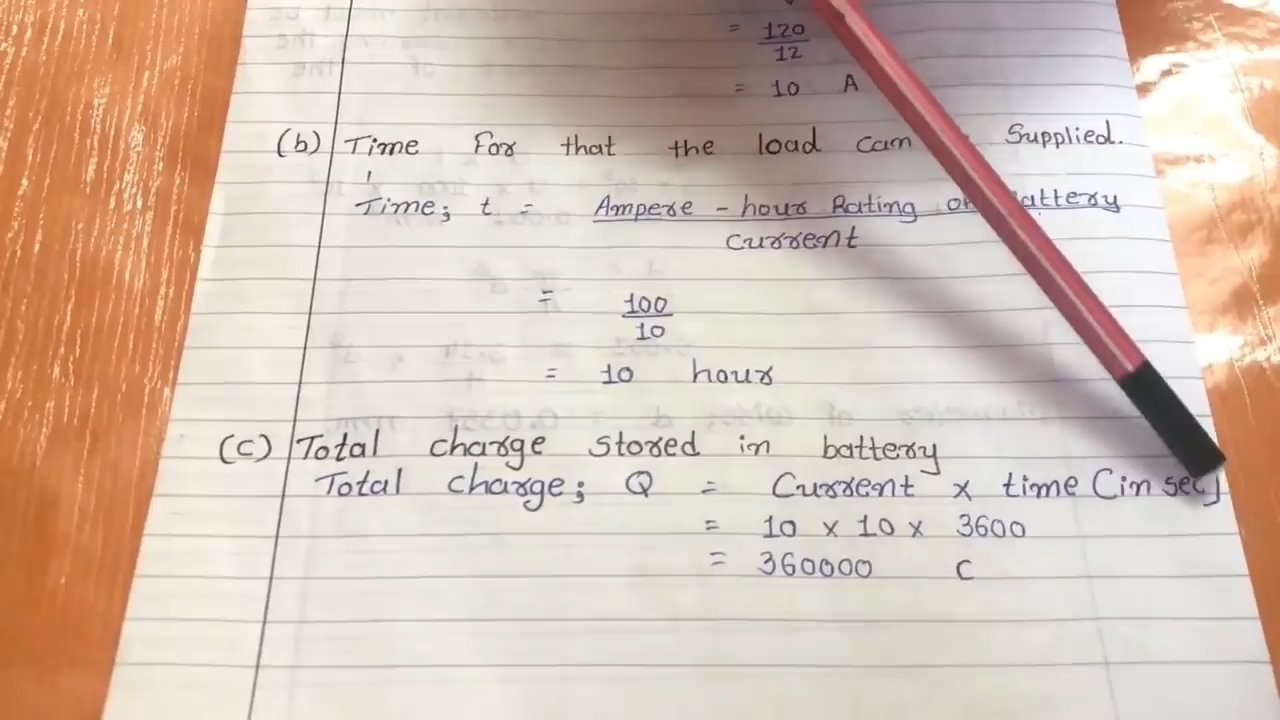 = 120
12
= 10 A
(b) Time For that the load can Supplied.
Time; t = Ampere - hour Rating of Battery
Current
= 100
10
= 10 hour
(c) Total charge stored in battery
Total charge; Q = Current × time (in sec)
= 10 × 10 × 3600
= 360000 C